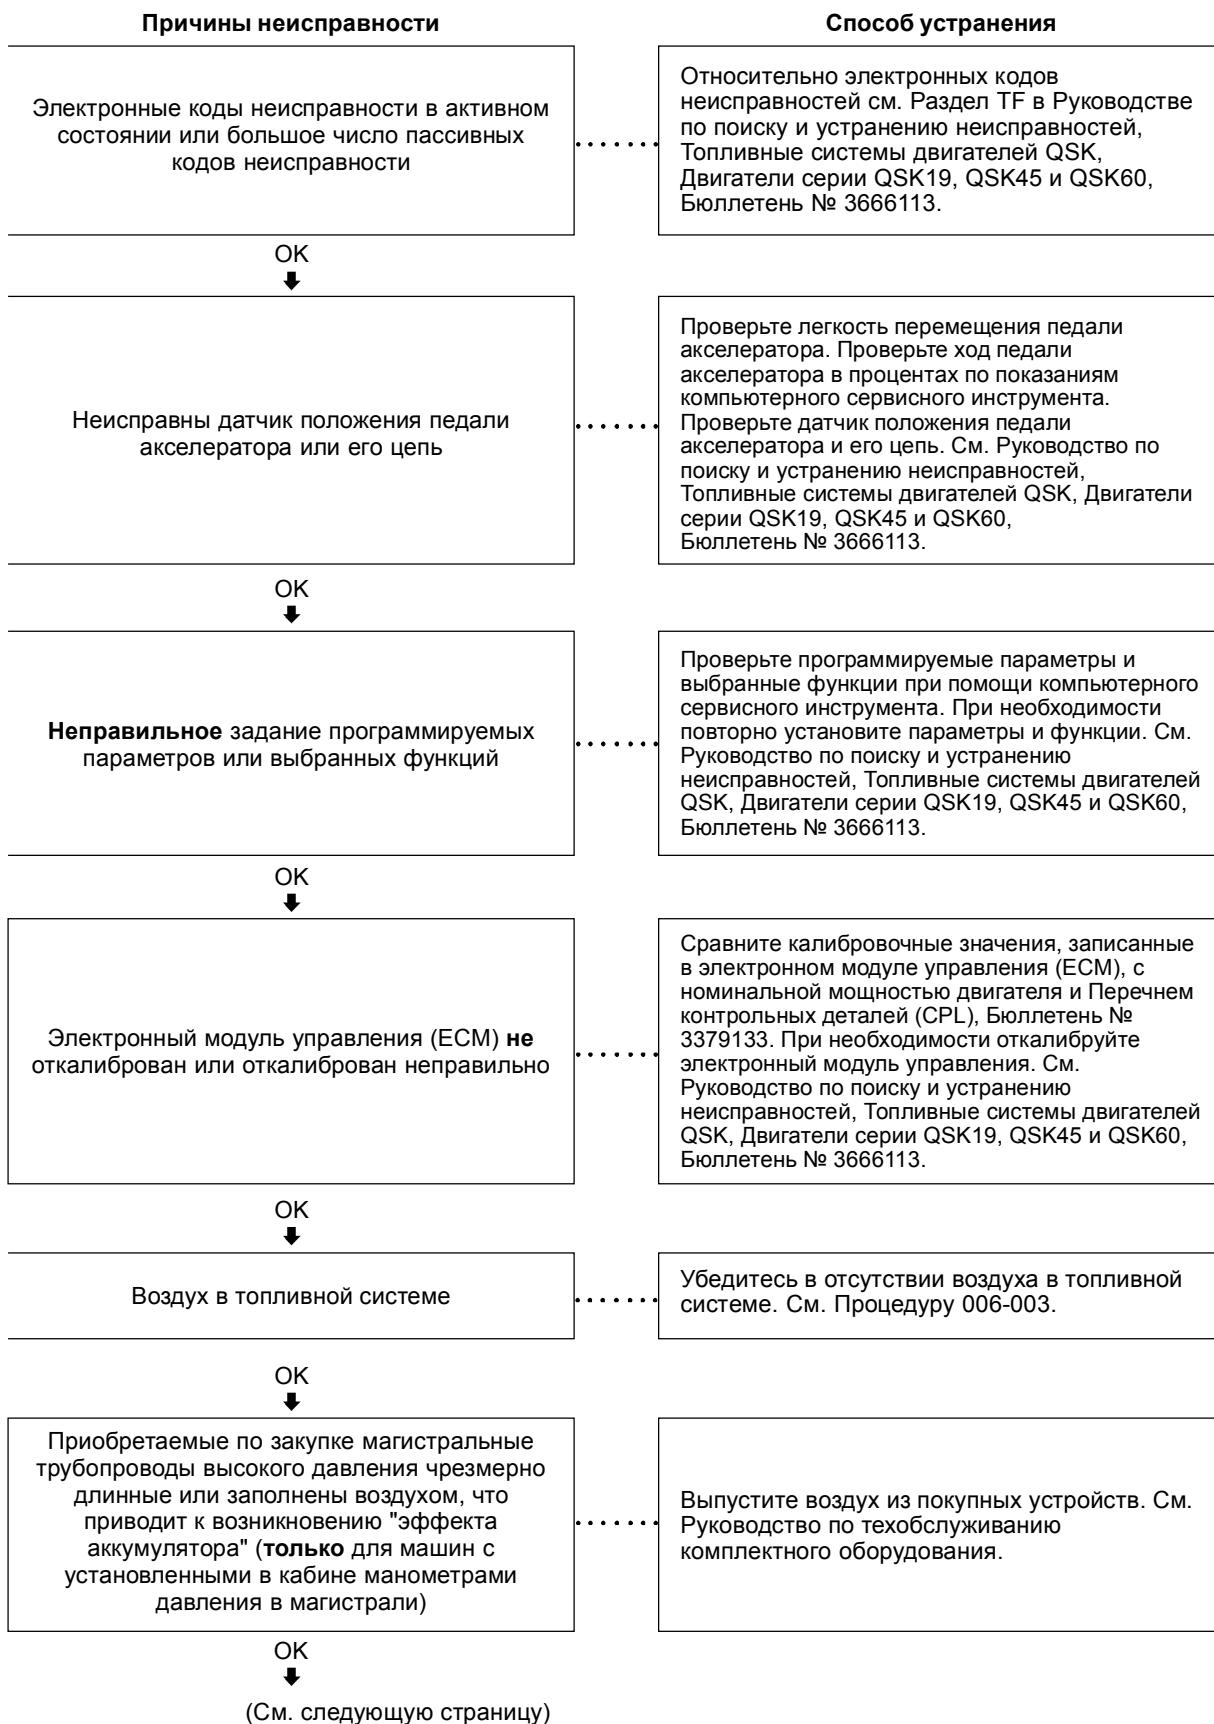 Причины неисправности
Способ устранения
Электронные коды неисправности в активном
состоянии или большое число пассивных
кодов неисправности
Относительно электронных кодов
неисправностей см. Раздел TF в Руководстве
по поиску и устранению неисправностей,
Топливные системы двигателей QSK,
Двигатели серии QSK19, QSK45 и QSK60,
Бюллетень № 3666113.
OK
Неисправны датчик положения педали
акселератора или его цепь
Проверьте легкость перемещения педали
акселератора. Проверьте ход педали
акселератора в процентах по показаниям
компьютерного сервисного инструмента.
Проверьте датчик положения педали
акселератора и его цепь. См. Руководство по
поиску и устранению неисправностей,
Топливные системы двигателей QSK, Двигатели
серии QSK19, QSK45 и QSK60,
Бюллетень № 3666113.
OK
Неправильное задание программируемых
параметров или выбранных функций
Проверьте программируемые параметры и
выбранные функции при помощи компьютерного
сервисного инструмента. При необходимости
повторно установите параметры и функции. См.
Руководство по поиску и устранению
неисправностей, Топливные системы двигателей
QSK, Двигатели серии QSK19, QSK45 и QSK60,
Бюллетень № 3666113.
OK
Электронный модуль управления (ECM) не
откалиброван или откалиброван неправильно
Сравните калибровочные значения, записанные
в электронном модуле управления (ECM), с
номинальной мощностью двигателя и Перечнем
контрольных деталей (CPL), Бюллетень №
3379133. При необходимости откалибруйте
электронный модуль управления. См.
Руководство по поиску и устранению
неисправностей, Топливные системы двигателей
QSK, Двигатели серии QSK19, QSK45 и QSK60,
Бюллетень № 3666113.
OK
Воздух в топливной системе
Убедитесь в отсутствии воздуха в топливной
системе. См. Процедуру 006-003.
OK
Приобретаемые по закупке магистральные
трубопроводы высокого давления чрезмерно
длинные или заполнены воздухом, что
приводит к возникновению "эффекта
аккумулятора" (только для машин с
установленными в кабине манометрами
давления в магистрали)
Выпустите воздух из покупных устройств. См.
Руководство по техобслуживанию
комплектного оборудования.
OK
(См. следующую страницу)